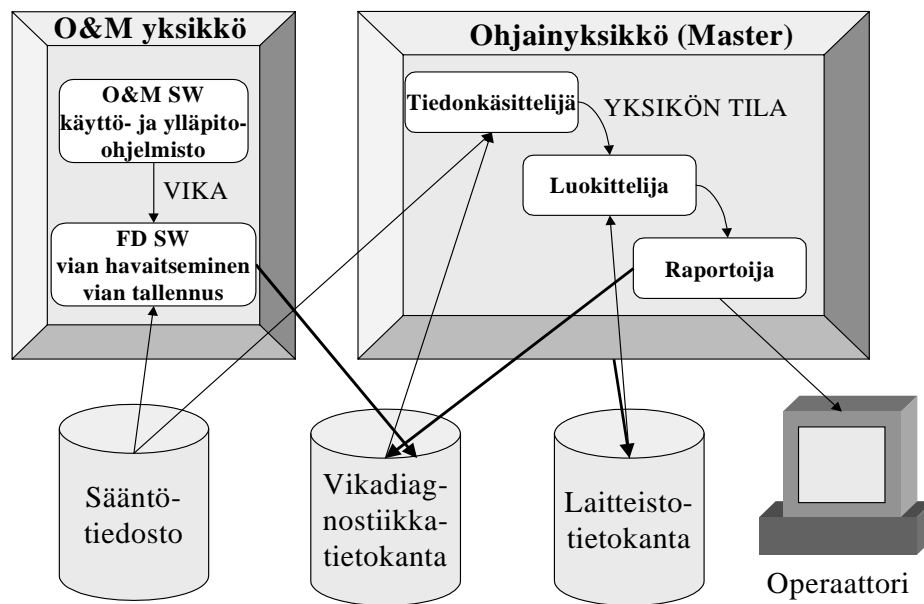 O&M yksikkö
O&M SW
käyttö- ja ylläpito-
ohjelmisto
VIKA
FD SW
vian havaitseminen
vian tallennus
Ohjainyksikkö (Master)
Tiedonkäsittelijä
YKSIKÖN TILA
Luokittelija
Raportoija
Sääntö-
tiedosto
Vikadiag-
nostiikka-
tietokanta
Laitteisto-
tietokanta
Operaattori